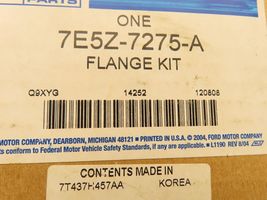 PARTS
ONE
7E5Z-7275-A
FLANGE KIT
Q9XYG 14252 120808
MOTOR COMPANY, DEARBORN, MICHIGAN 48121 ▶ PRINTED IN U.S.A. © 2004, FORD MOTOR COMPANY
s conform to applicable Federal Motor Vehicle Safety Standards, if any. L1190 REV 8/04
CONTENTS MADE IN
7T437H457AA KOREA